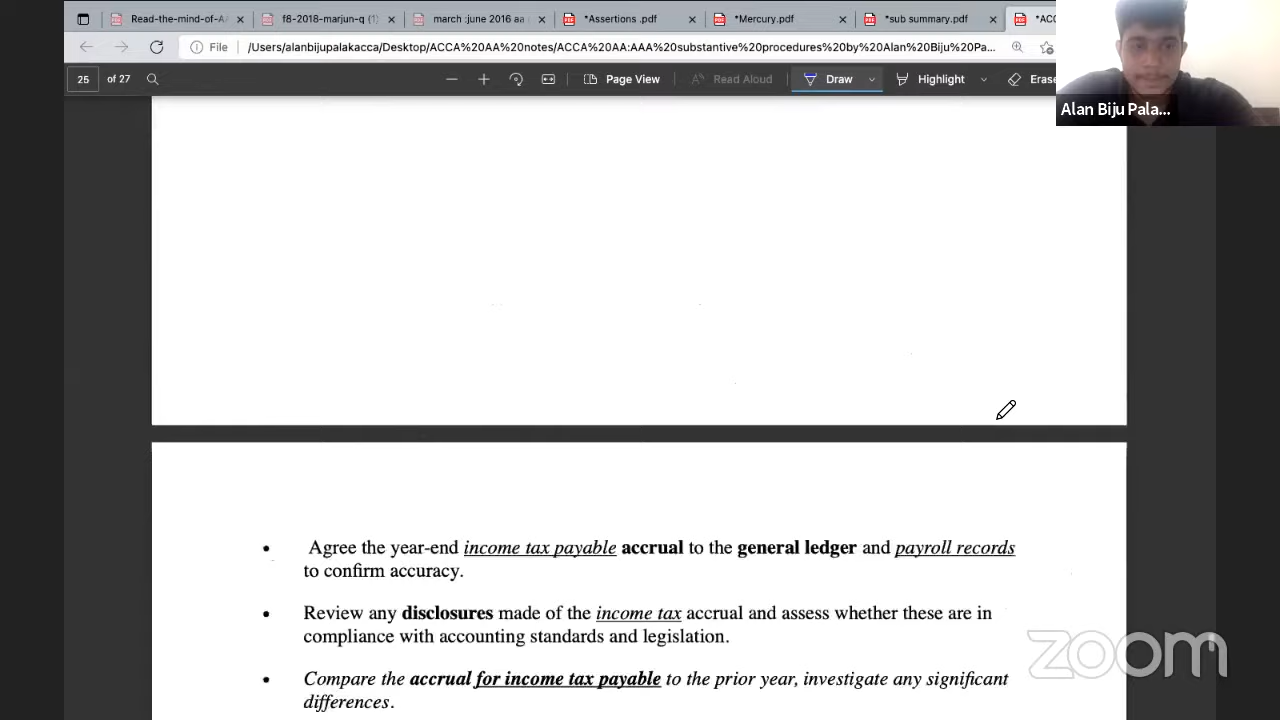 Read-the-mind-of-A
f8-2018-marjun-q (1)
march :june 2016 aa (
*Assertions .pdf
*Mercury.pdf
*sub summary.pdf
*ACC
File
/Users/alanbijupalakacca/Desktop/ACCA%20AA%20notes/ACCA%20AA:AAA%20substantive%20procedures%20by%20Alan%20Biju%20Pa...
25 of 27
Page View
Read Aloud
Draw
Highlight
Erase
Alan Biju Pala...
• Agree the year-end income tax payable accrual to the general ledger and payroll records
to confirm accuracy.
• Review any disclosures made of the income tax accrual and assess whether these are in
compliance with accounting standards and legislation.
• Compare the accrual for income tax payable to the prior year, investigate any significant
differences.
zoom